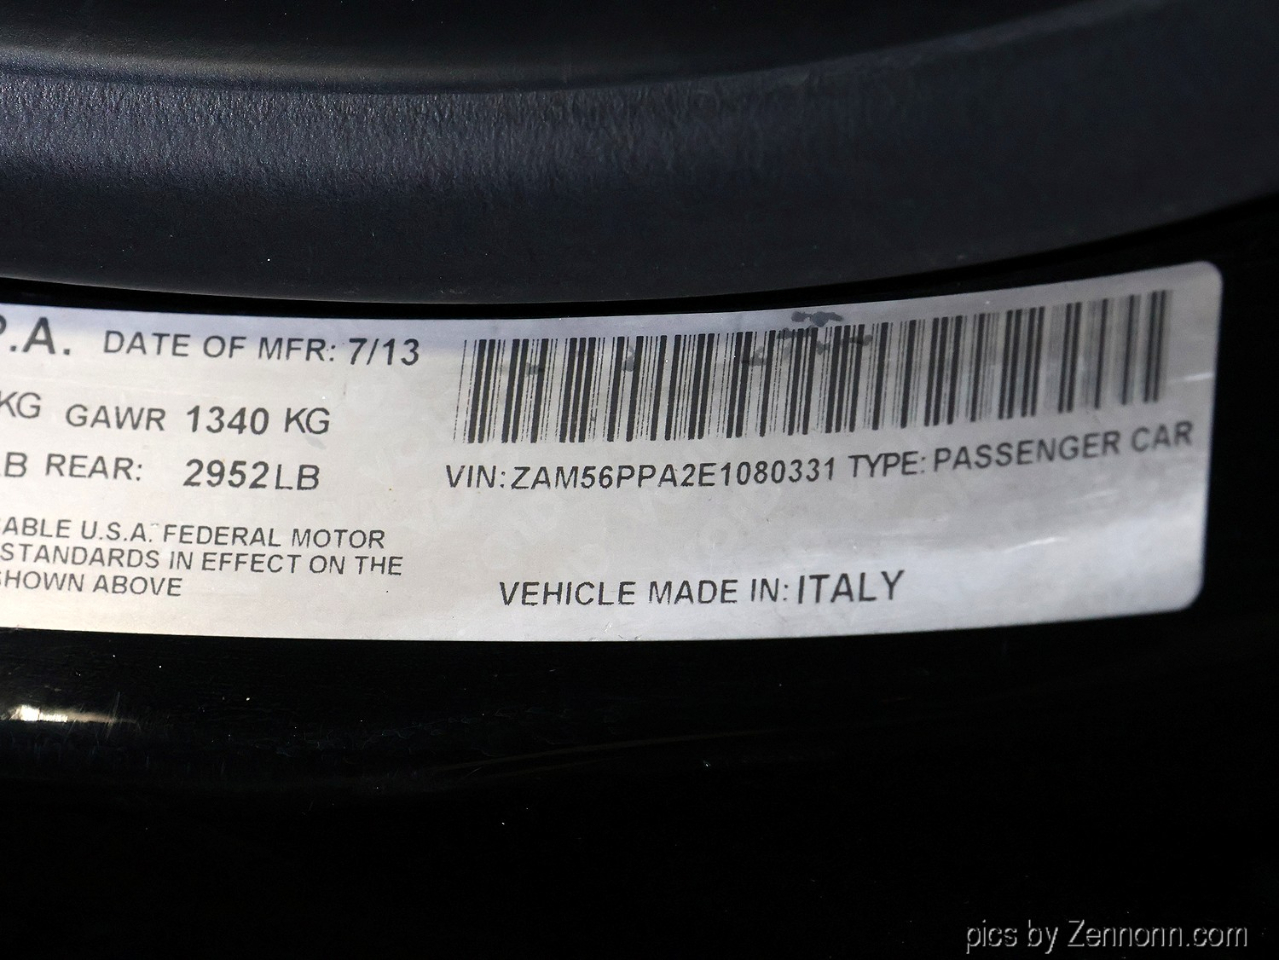 P.A. DATE OF MFR: 7/13
KG GAWR 1340 KG
LB REAR: 2952LB
VIN:ZAM56PPA2E1080331 TYPE:PASSENGER CAR
ABLE U.S.A. FEDERAL MOTOR
STANDARDS IN EFFECT ON THE
SHOWN ABOVE
VEHICLE MADE IN: ITALY
pics by Zennonn.com